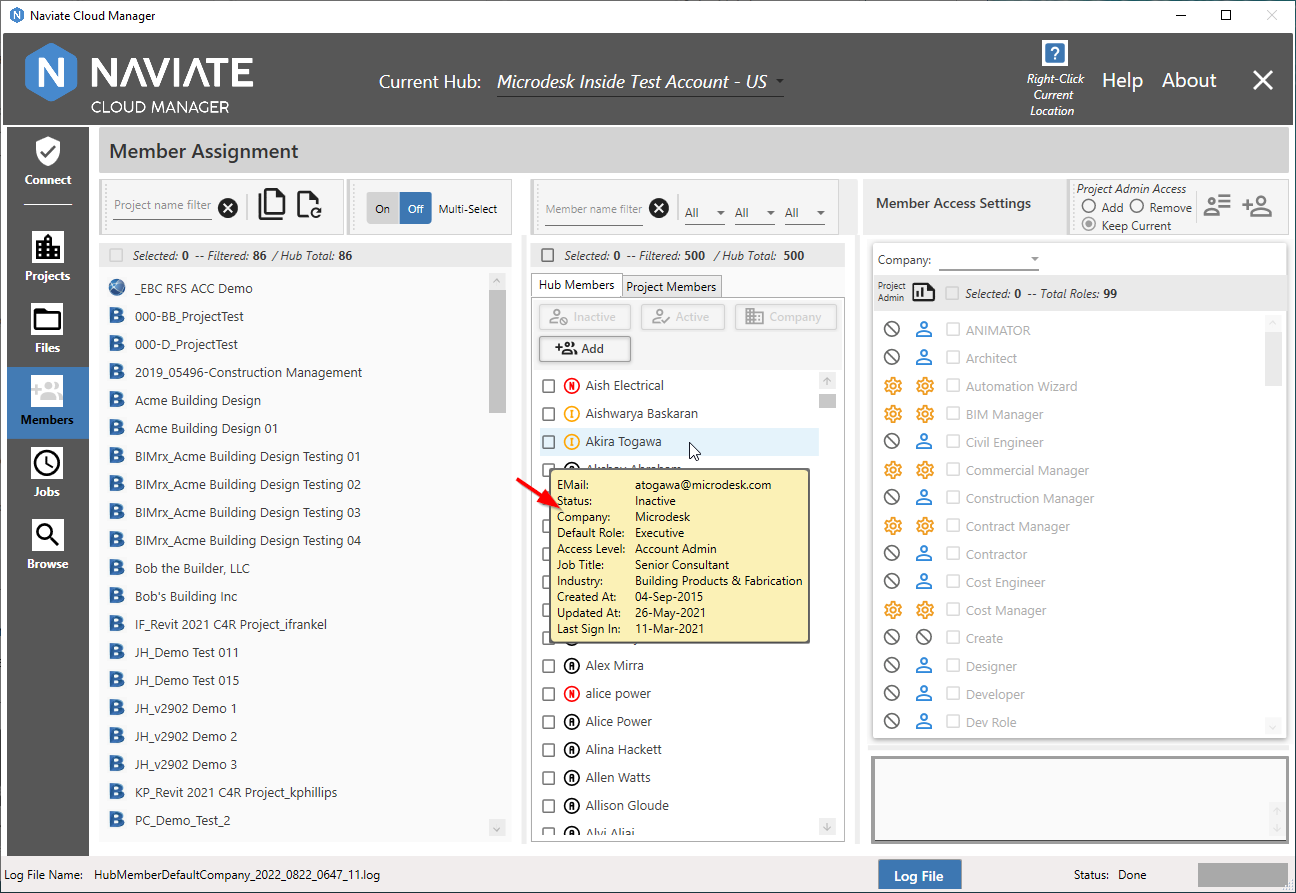 Naviate Cloud Manager
NAVIATE
CLOUD MANAGER
Current Hub: Microdesk Inside Test Account - US
Right-Click
Current
Location
Help
About
Connect
Projects
Files
Members
Jobs
Browse
Member Assignment
Project name filter
On Off Multi-Select
Member name filter
All All All
Member Access Settings
Project Admin Access
Add Remove
Keep Current
Selected: 0 -- Filtered: 86 / Hub Total: 86
_EBC RFS ACC Demo
000-BB_ProjectTest
000-D_ProjectTest
2019_05496-Construction Management
Acme Building Design
Acme Building Design 01
BIMrx_Acme Building Design Testing 01
BIMrx_Acme Building Design Testing 02
BIMrx_Acme Building Design Testing 03
BIMrx_Acme Building Design Testing 04
Bob the Builder, LLC
Bob's Building Inc
IF_Revit 2021 C4R Project_ifrankel
JH_Demo Test 011
JH_Demo Test 015
JH_v2902 Demo 1
JH_v2902 Demo 2
JH_v2902 Demo 3
KP_Revit 2021 C4R Project_kphillips
PC_Demo_Test_2
Selected: 0 -- Filtered: 500 / Hub Total: 500
Hub Members Project Members
Inactive Active Company
Add
Aish Electrical
Aishwarya Baskaran
Akira Togawa
EMail: atogawa@microdesk.com
Status: Inactive
Company: Microdesk
Default Role: Executive
Access Level: Account Admin
Job Title: Senior Consultant
Industry: Building Products & Fabrication
Created At: 04-Sep-2015
Updated At: 26-May-2021
Last Sign In: 11-Mar-2021
Alex Mirra
alice power
Alice Power
Alina Hackett
Allen Watts
Allison Gloude
Company:
Project
Admin
Selected: 0 -- Total Roles: 99
ANIMATOR
Architect
Automation Wizard
BIM Manager
Civil Engineer
Commercial Manager
Construction Manager
Contract Manager
Contractor
Cost Engineer
Cost Manager
Create
Designer
Developer
Dev Role
Log File Name: HubMemberDefaultCompany_2022_0822_0647_11.log
Log File
Status: Done